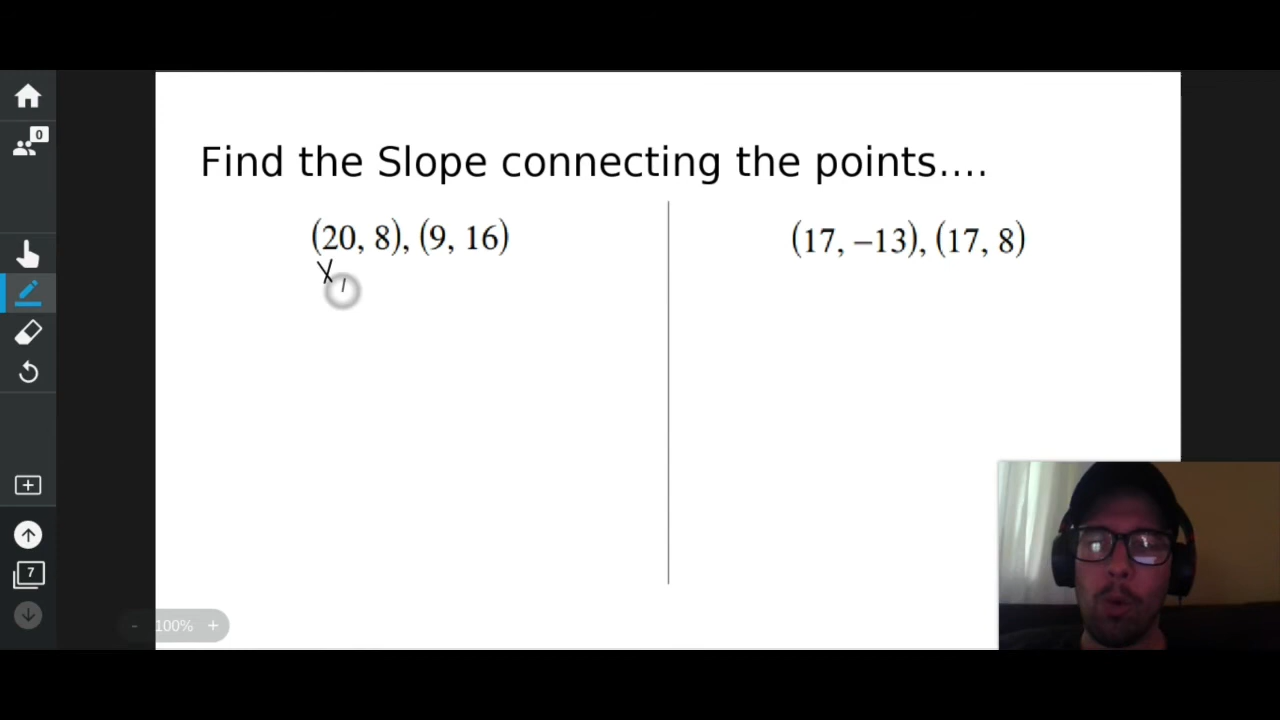 0
Find the Slope connecting the points....
(20, 8), (9, 16)
(17, –13), (17, 8)
X₁
7
- 100% +